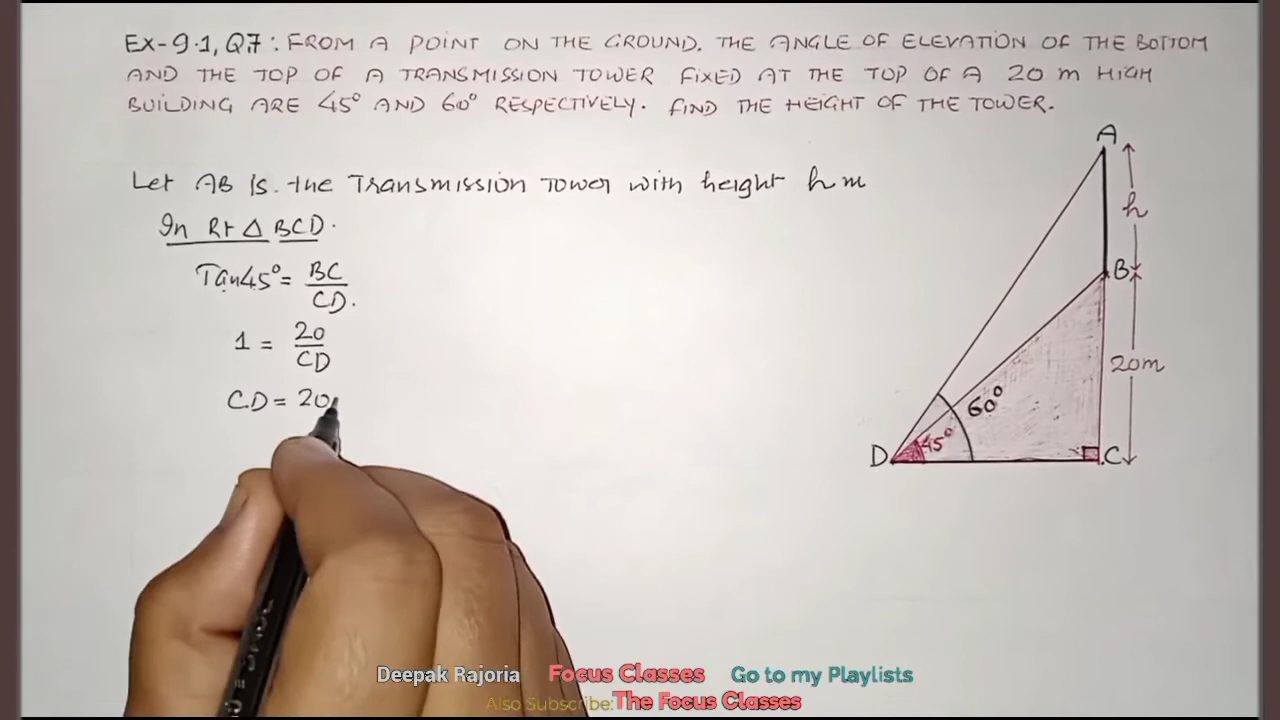 EX-9.1, Q7: FROM A POINT ON THE GROUND. THE ANGLE OF ELEVATION OF THE BOTTOM
AND THE TOP OF A TRANSMISSION TOWER FIXED AT THE TOP OF A 20 m HIGH
BUILDING ARE 45° AND 60° RESPECTIVELY. FIND THE HEIGHT OF THE TOWER.
Let AB is. the Transmission Tower with height h m
In Rt △ BCD.
Tan45° = BC/CD.
1 = 20/CD
CD = 20
A
h
B
20m
60°
45°
D
C
Deepak Rajoria Focus Classes Go to my Playlists
Also Subscribe: The Focus Classes